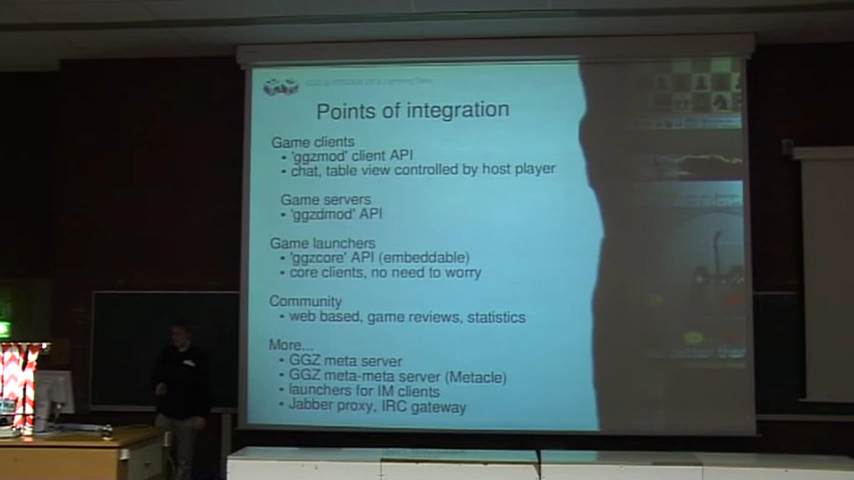 Points of integration
Game clients
• 'ggzmod' client API
• chat, table view controlled by host player
Game servers
• 'ggzdmod' API
Game launchers
• 'ggzcore' API (embeddable)
• core clients, no need to worry
Community
• web based, game reviews, statistics
More...
• GGZ meta server
• GGZ meta-meta server (Metacle)
• launchers for IM clients
• Jabber proxy, IRC gateway